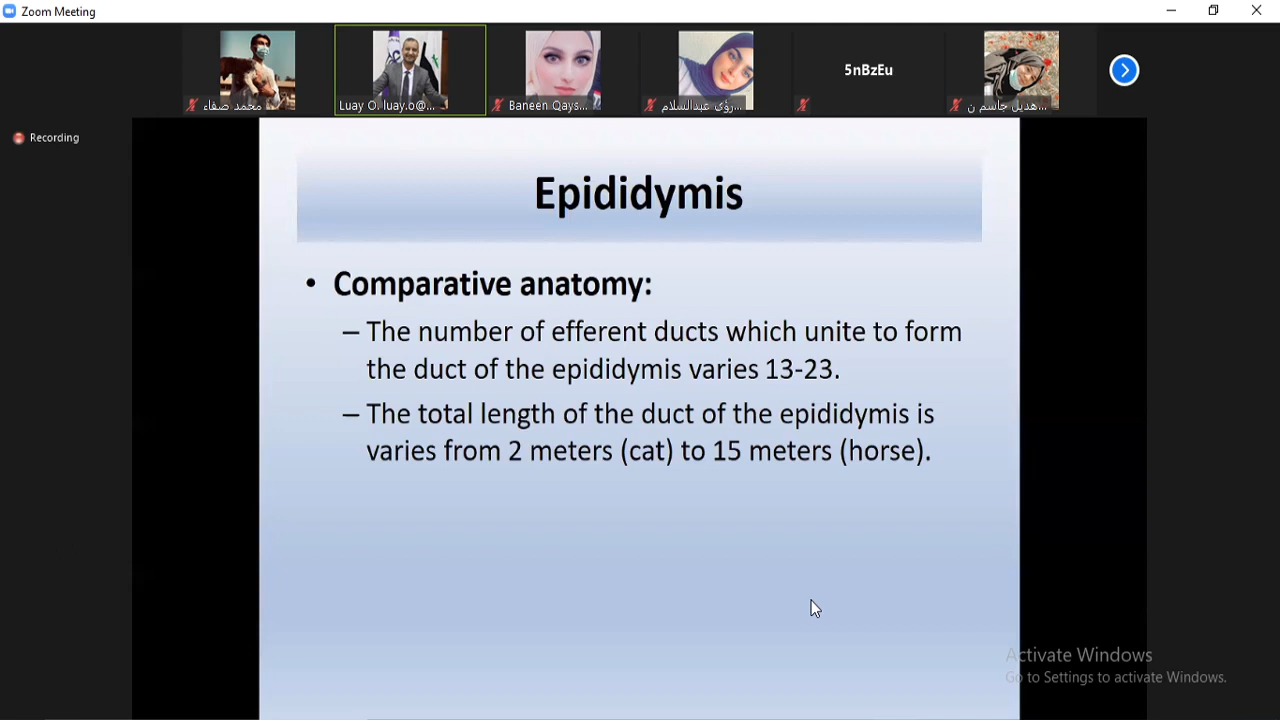 Zoom Meeting
محمد صفاء
Luay O. luay.o@...
Baneen Qays...
رؤى عبدالسلام...
5nBzEu
هديل جاسم ن...
Recording
Epididymis
• Comparative anatomy:
– The number of efferent ducts which unite to form
the duct of the epididymis varies 13-23.
– The total length of the duct of the epididymis is
varies from 2 meters (cat) to 15 meters (horse).
Activate Windows
Go to Settings to activate Windows.